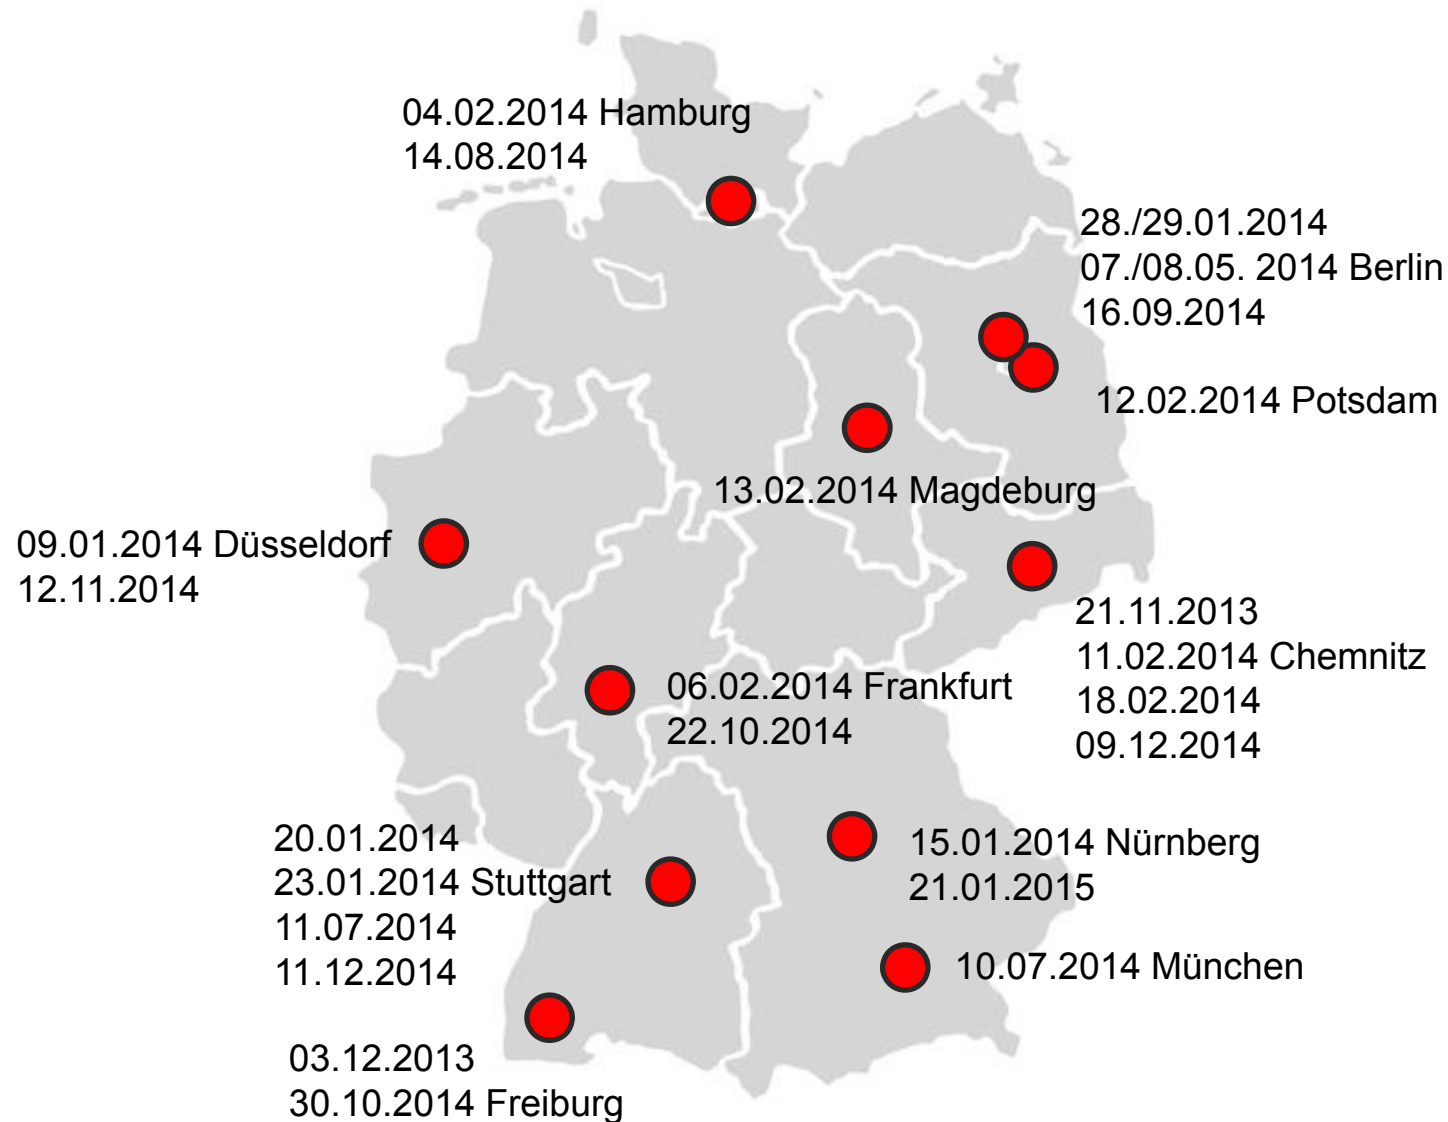 04.02.2014 Hamburg
14.08.2014
28./29.01.2014
07./08.05. 2014 Berlin
16.09.2014
12.02.2014 Potsdam
13.02.2014 Magdeburg
09.01.2014 Düsseldorf
12.11.2014
21.11.2013
11.02.2014 Chemnitz
18.02.2014
09.12.2014
06.02.2014 Frankfurt
22.10.2014
20.01.2014
23.01.2014 Stuttgart
11.07.2014
11.12.2014
15.01.2014 Nürnberg
21.01.2015
10.07.2014 München
03.12.2013
30.10.2014 Freiburg